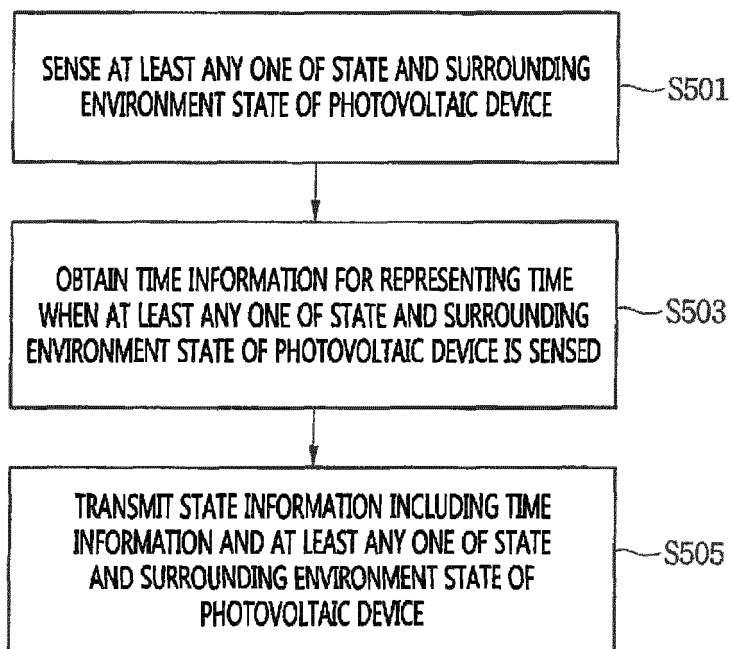 SENSE AT LEAST ANY ONE OF STATE AND SURROUNDING
ENVIRONMENT STATE OF PHOTOVOLTAIC DEVICE
S501
OBTAIN TIME INFORMATION FOR REPRESENTING TIME
WHEN AT LEAST ANY ONE OF STATE AND SURROUNDING
ENVIRONMENT STATE OF PHOTOVOLTAIC DEVICE IS SENSED
S503
TRANSMIT STATE INFORMATION INCLUDING TIME
INFORMATION AND AT LEAST ANY ONE OF STATE
AND SURROUNDING ENVIRONMENT STATE OF
PHOTOVOLTAIC DEVICE
S505